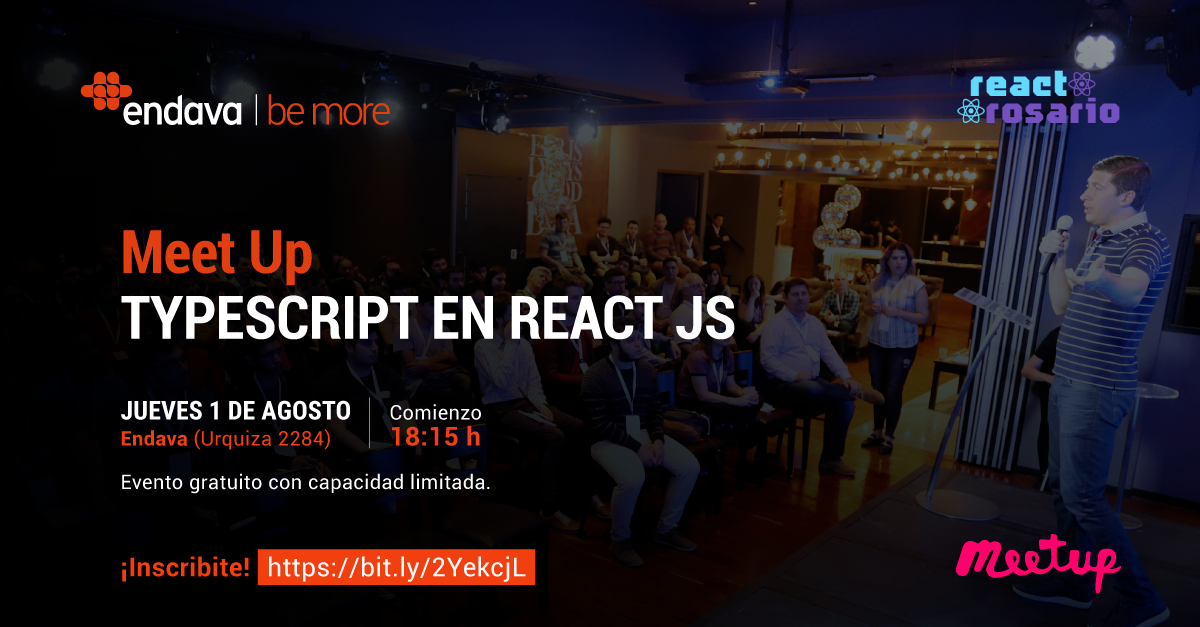 endava | be more
react
rosario
Meet Up
TYPESCRIPT EN REACT JS
JUEVES 1 DE AGOSTO
Endava (Urquiza 2284)
Comienzo
18:15 h
Evento gratuito con capacidad limitada.
¡Inscribite! https://bit.ly/2YekcjL
meetup